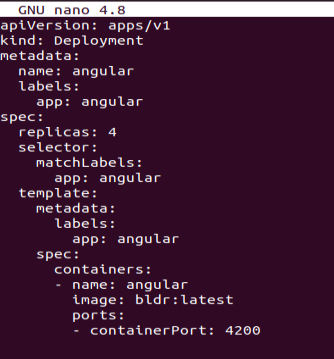 GNU nano 4.8
apiVersion: apps/v1
kind: Deployment
metadata:
  name: angular
  labels:
    app: angular
spec:
  replicas: 4
  selector:
    matchLabels:
      app: angular
  template:
    metadata:
      labels:
        app: angular
    spec:
      containers:
      - name: angular
        image: bldr:latest
        ports:
        - containerPort: 4200